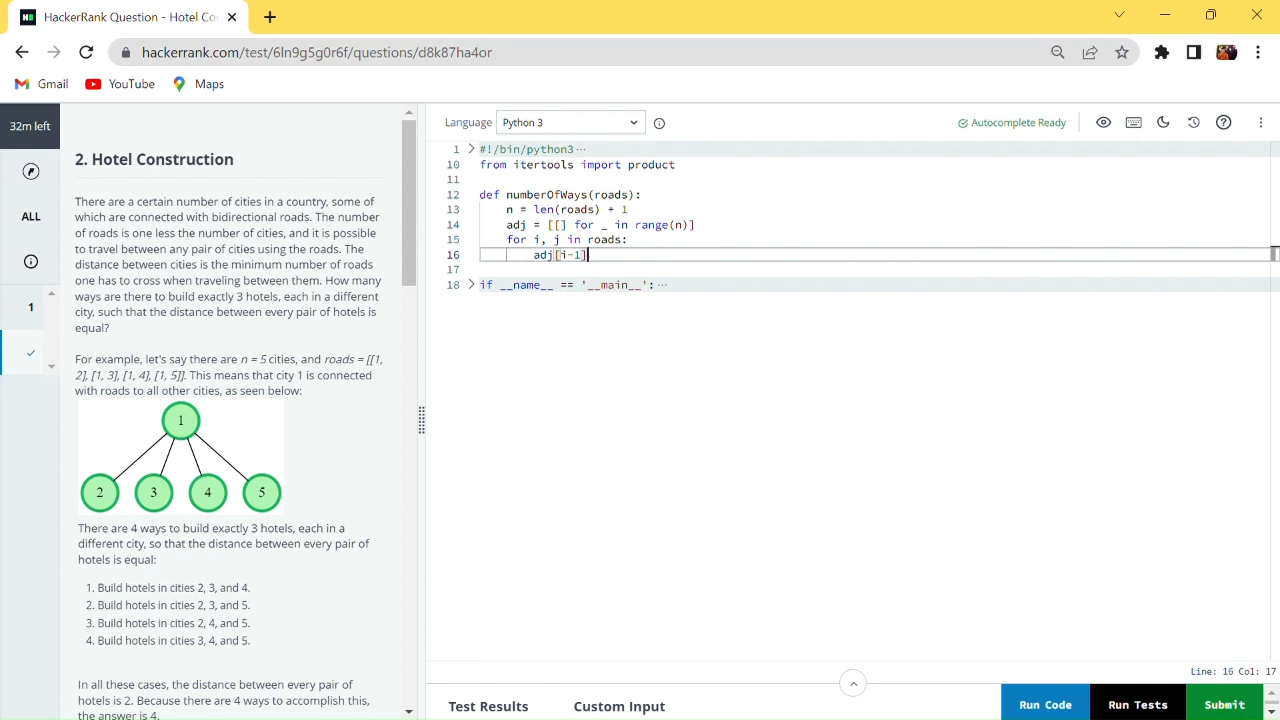 HackerRank Question - Hotel Co
hackerrank.com/test/6ln9g5g0r6f/questions/d8k87ha4or
Gmail YouTube Maps
32m left
ALL
1
2. Hotel Construction
There are a certain number of cities in a country, some of
which are connected with bidirectional roads. The number
of roads is one less the number of cities, and it is possible
to travel between any pair of cities using the roads. The
distance between cities is the minimum number of roads
one has to cross when traveling between them. How many
ways are there to build exactly 3 hotels, each in a different
city, such that the distance between every pair of hotels is
equal?
For example, let's say there are n = 5 cities, and roads = [[1,
2], [1, 3], [1, 4], [1, 5]]. This means that city 1 is connected
with roads to all other cities, as seen below:
1
2 3 4 5
There are 4 ways to build exactly 3 hotels, each in a
different city, so that the distance between every pair of
hotels is equal:
1. Build hotels in cities 2, 3, and 4.
2. Build hotels in cities 2, 3, and 5.
3. Build hotels in cities 2, 4, and 5.
4. Build hotels in cities 3, 4, and 5.
In all these cases, the distance between every pair of
hotels is 2. Because there are 4 ways to accomplish this,
the answer is 4.
Language Python 3 Autocomplete Ready
1 #!/bin/python3 ···
10 from itertools import product
11
12 def numberOfWays(roads):
13 n = len(roads) + 1
14 adj = [[] for _ in range(n)]
15 for i, j in roads:
16 adj[i-1]
17
18 if __name__ == '__main__': ···
Line: 16 Col: 17
Test Results Custom Input Run Code Run Tests Submit